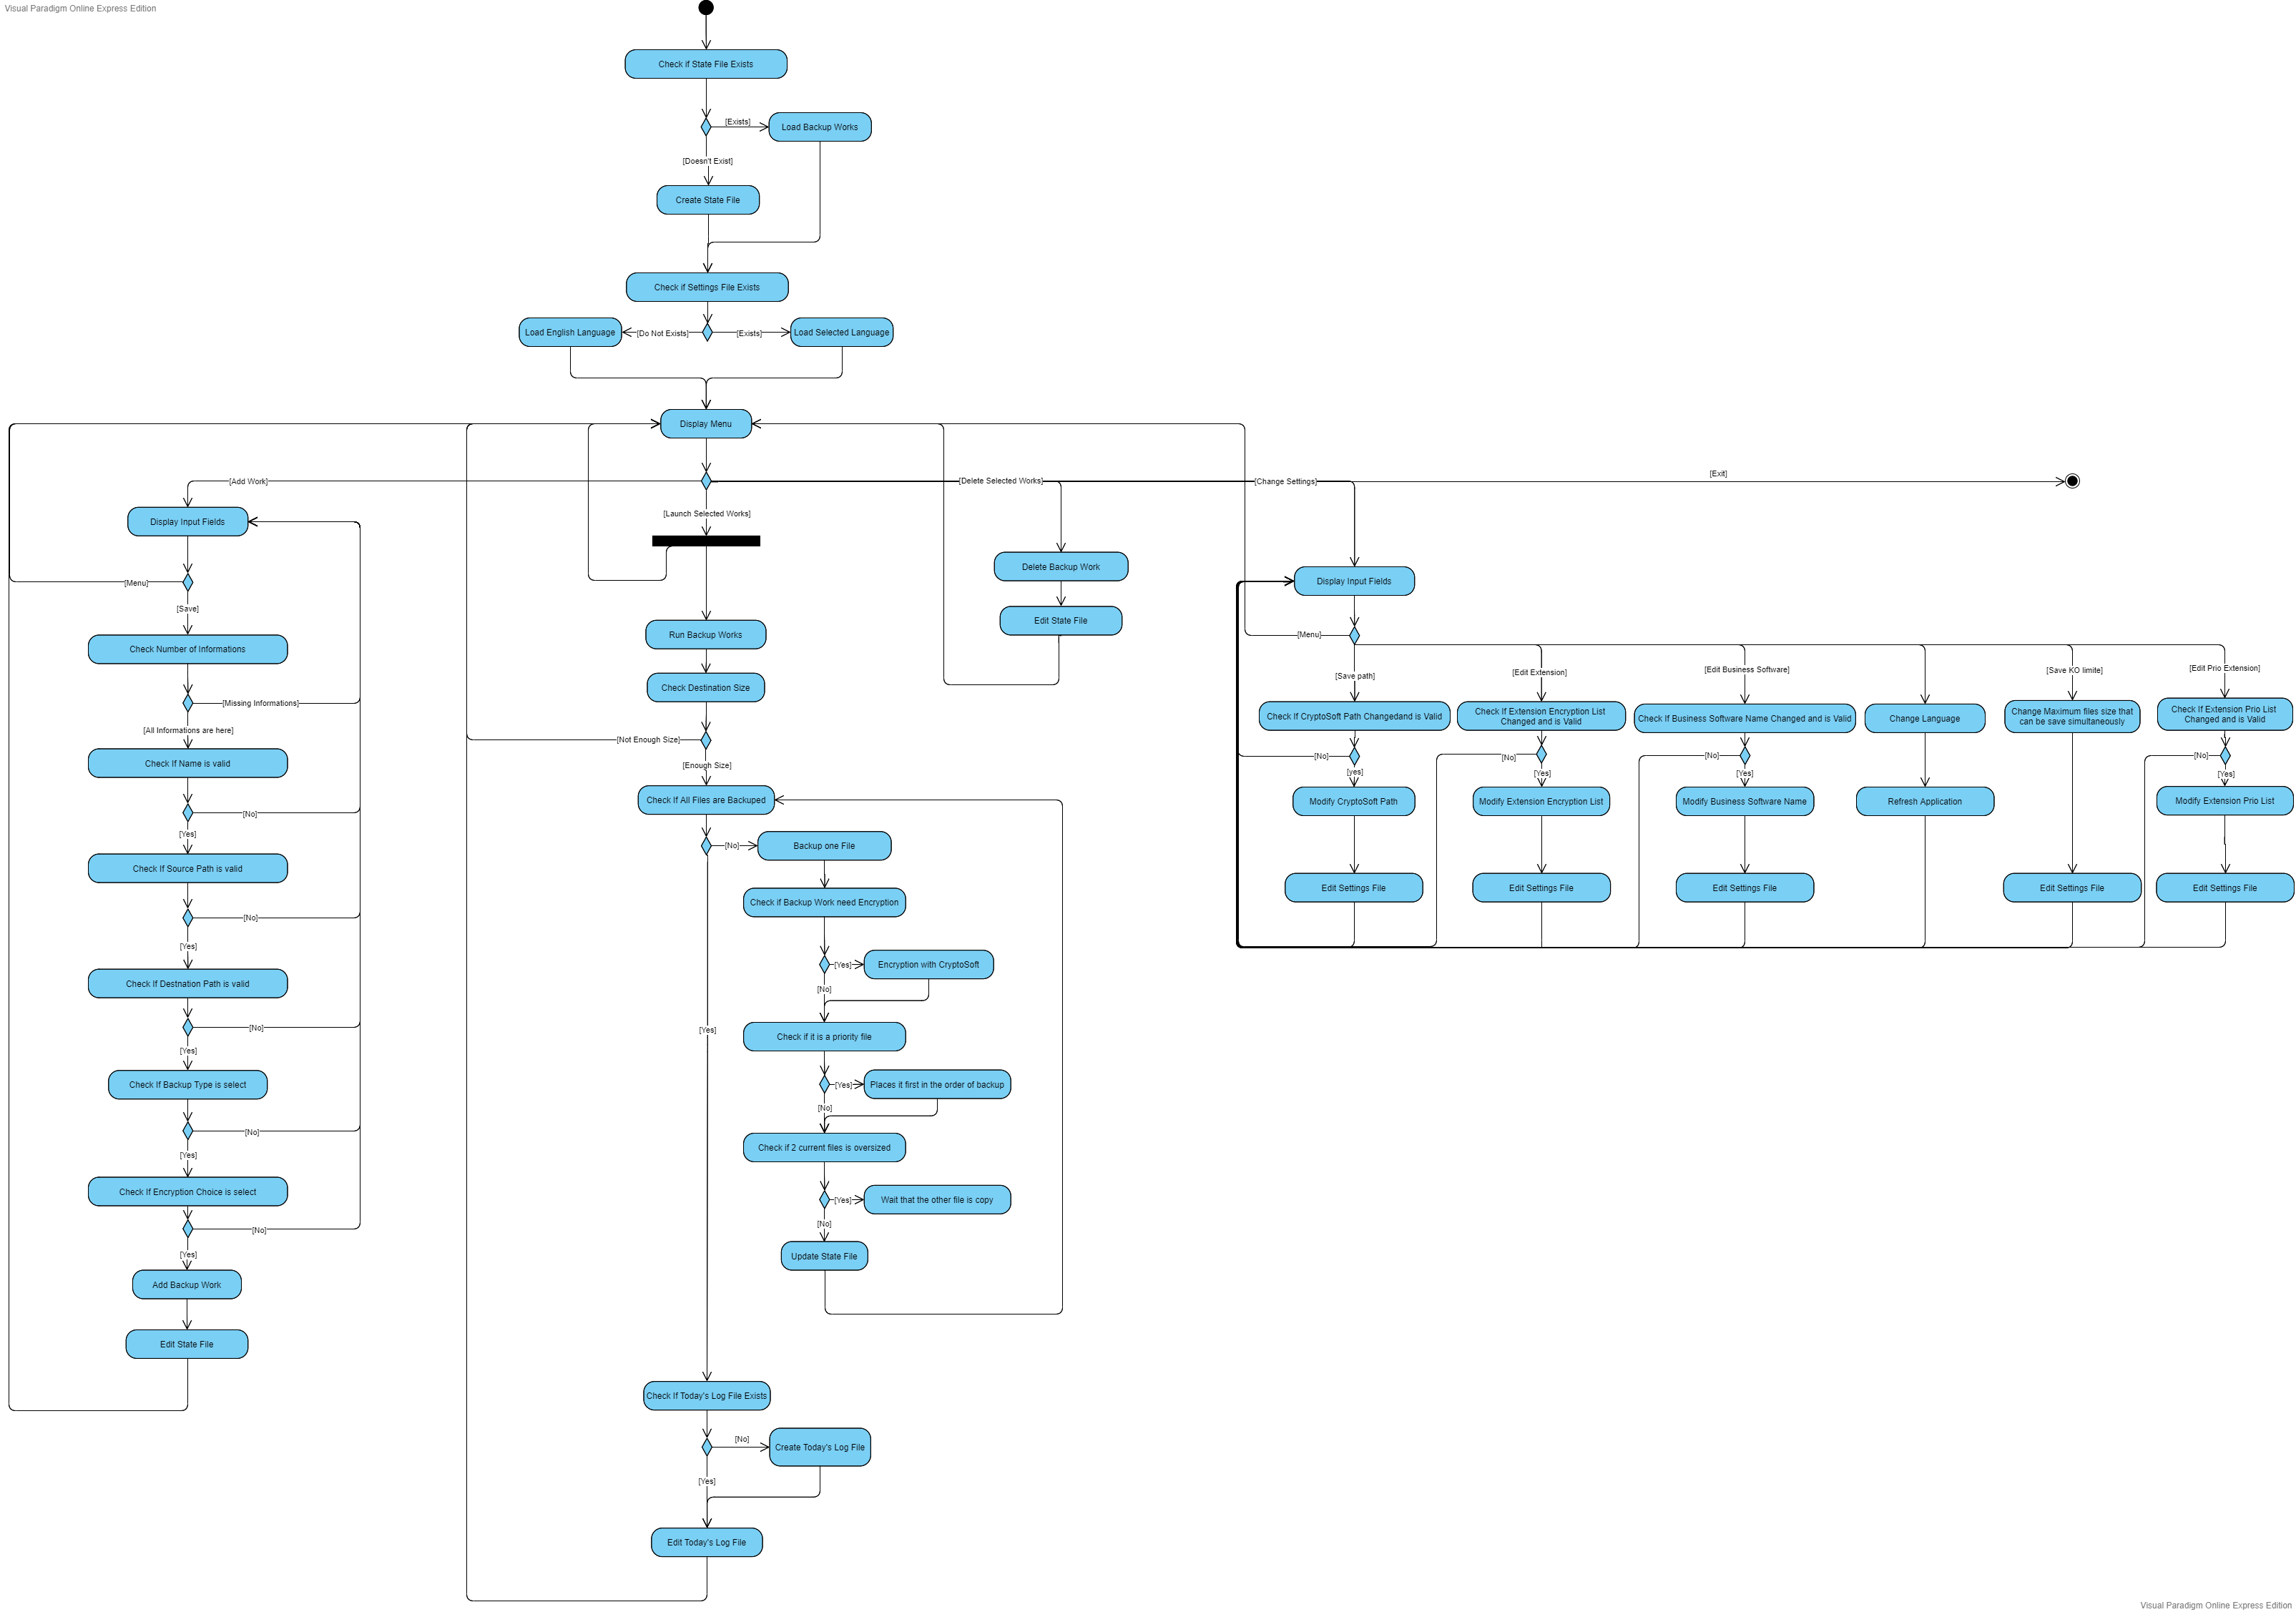 Visual Paradigm Online Express Edition
Check if State File Exists
[Exists]
Load Backup Works
[Doesn't Exist]
Create State File
Check if Settings File Exists
Load English Language
[Do Not Exists]
[Exists]
Load Selected Language
Display Menu
[Add Work]
[Launch Selected Works]
[Delete Selected Works]
[Change Settings]
[Exit]
Display Input Fields
[Menu]
[Save]
Check Number of Informations
[Missing Informations]
[All Informations are here]
Check If Name is valid
[No]
[Yes]
Check If Source Path is valid
[No]
[Yes]
Check If Destnation Path is valid
[No]
[Yes]
Check If Backup Type is select
[No]
[Yes]
Check If Encryption Choice is select
[No]
[Yes]
Add Backup Work
Edit State File
Run Backup Works
Check Destination Size
[Not Enough Size]
[Enough Size]
Check If All Files are Backuped
[No]
Backup one File
Check if Backup Work need Encryption
[Yes]
Encryption with CryptoSoft
[No]
Check if it is a priority file
[Yes]
Places it first in the order of backup
[No]
Check if 2 current files is oversized
[Yes]
Wait that the other file is copy
[No]
Update State File
[Yes]
Check If Today's Log File Exists
[No]
Create Today's Log File
[Yes]
Edit Today's Log File
Delete Backup Work
Edit State File
Display Input Fields
[Menu]
[Save path]
Check If CryptoSoft Path Changedand is Valid
[No]
[yes]
Modify CryptoSoft Path
Edit Settings File
[Edit Extension]
Check If Extension Encryption List
Changed and is Valid
[No]
[Yes]
Modify Extension Encryption List
Edit Settings File
[Edit Business Software]
Check If Business Software Name Changed and is Valid
[No]
[Yes]
Modify Business Software Name
Edit Settings File
Change Language
Refresh Application
[Save KO limite]
Change Maximum files size that
can be save simultaneously
Edit Settings File
[Edit Prio Extension]
Check If Extension Prio List
Changed and is Valid
[No]
[Yes]
Modify Extension Prio List
Edit Settings File
Visual Paradigm Online Express Edition